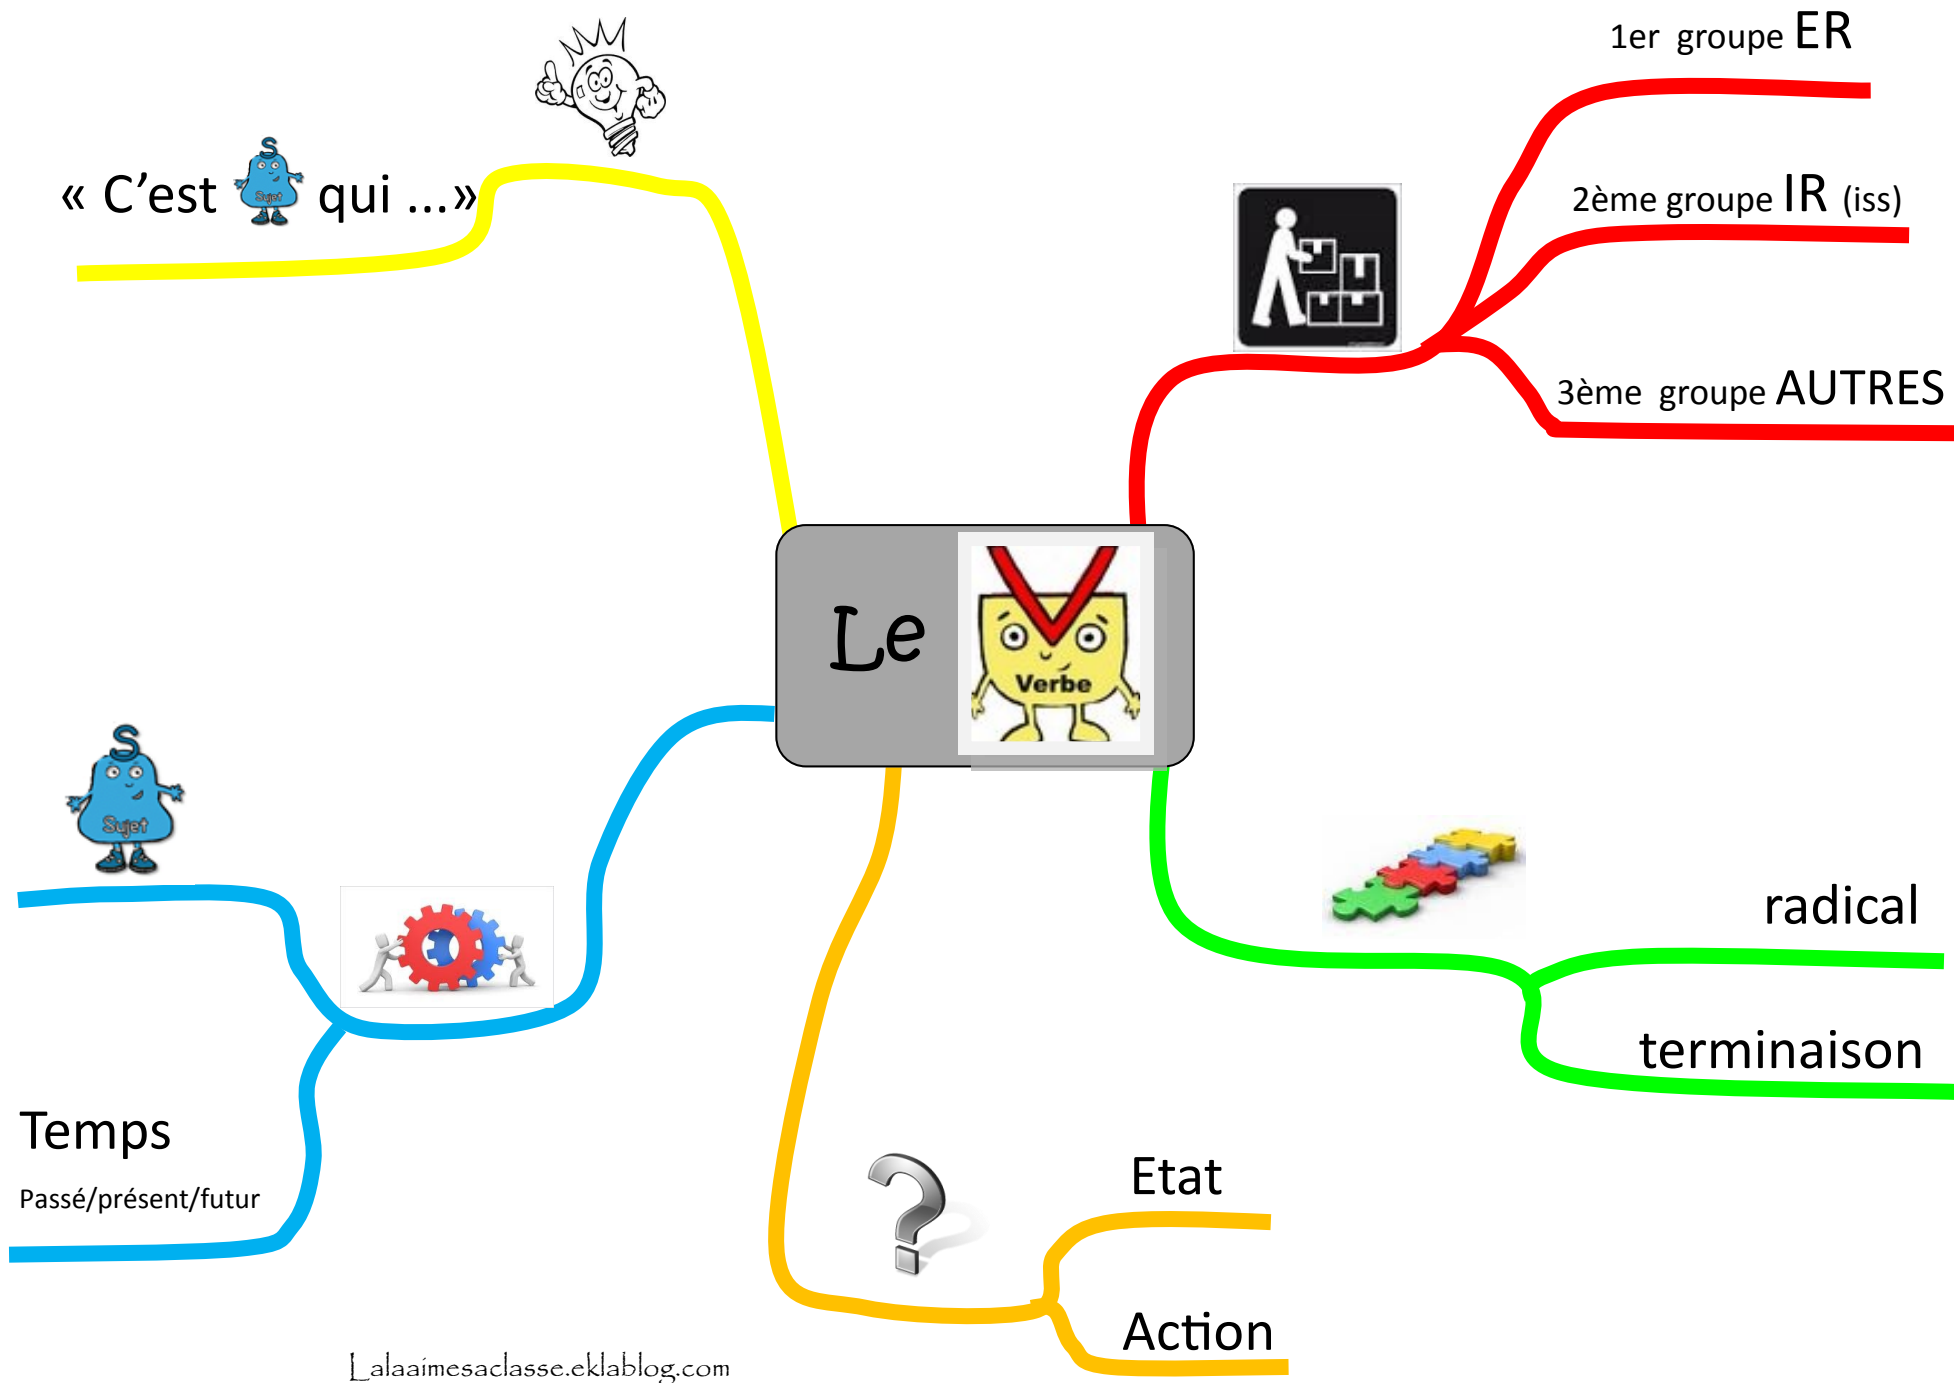 1er groupe ER
« C'est Sujet qui ...»
2ème groupe IR (iss)
3ème groupe AUTRES
Le Verbe
Sujet
radical
terminaison
Temps
Passé/présent/futur
Etat
Action
Lalaaimesaclasse.eklablog.com